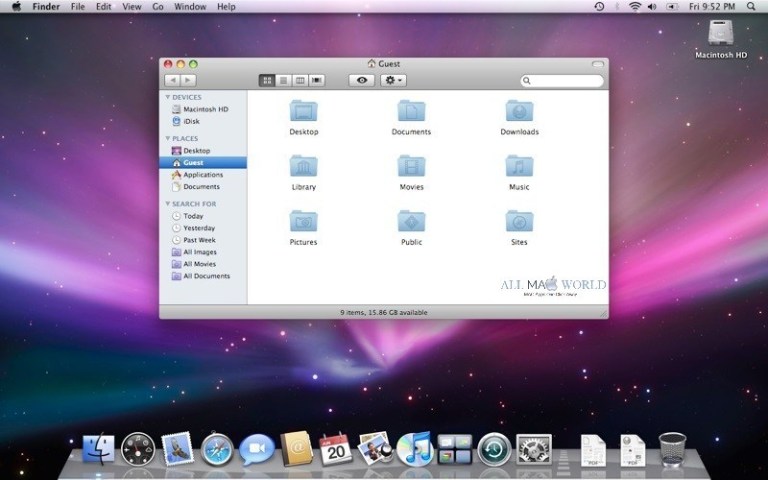 Finder File Edit View Go Window Help
Fri 9:52 PM
Macintosh HD
Guest
DEVICES
Macintosh HD
iDisk
PLACES
Desktop
Guest
Applications
Documents
SEARCH FOR
Today
Yesterday
Past Week
All Images
All Movies
All Documents
Desktop Documents Downloads
Library Movies Music
Pictures Public Sites
ALL MAC WORLD
9 items, 15.86 GB available
20
PDF PDF